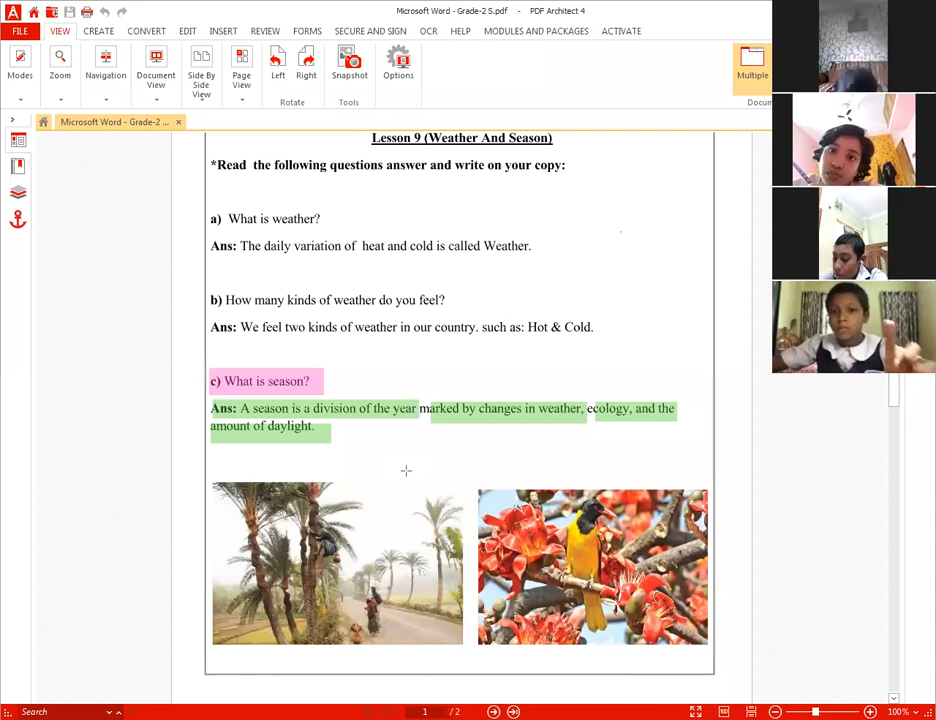 Microsoft Word - Grade-2 S.pdf - PDF Architect 4
FILE VIEW CREATE CONVERT EDIT INSERT REVIEW FORMS SECURE AND SIGN OCR HELP MODULES AND PACKAGES ACTIVATE
Modes Zoom Navigation Document View Side By Side View Page View Left Right Snapshot Options Multiple
Rotate Tools Docum
Microsoft Word - Grade-2 ... ×
Lesson 9 (Weather And Season)
*Read the following questions answer and write on your copy:
a) What is weather?
Ans: The daily variation of heat and cold is called Weather.
b) How many kinds of weather do you feel?
Ans: We feel two kinds of weather in our country. such as: Hot & Cold.
c) What is season?
Ans: A season is a division of the year marked by changes in weather, ecology, and the
amount of daylight.
Search 1 / 2 100%